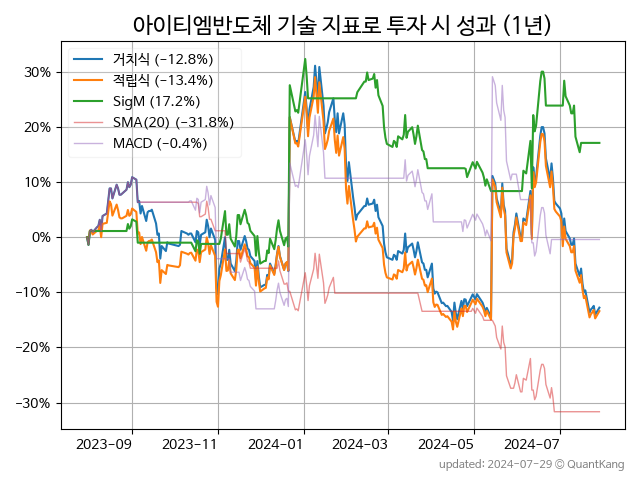 아이티엠반도체 기술 지표로 투자 시 성과 (1년)
거치식 (−12.8%)
적립식 (−13.4%)
SigM (17.2%)
SMA(20) (−31.8%)
MACD (−0.4%)
30%
20%
10%
0%
−10%
−20%
−30%
2023-09 2023-11 2024-01 2024-03 2024-05 2024-07
updated: 2024-07-29 © QuantKang